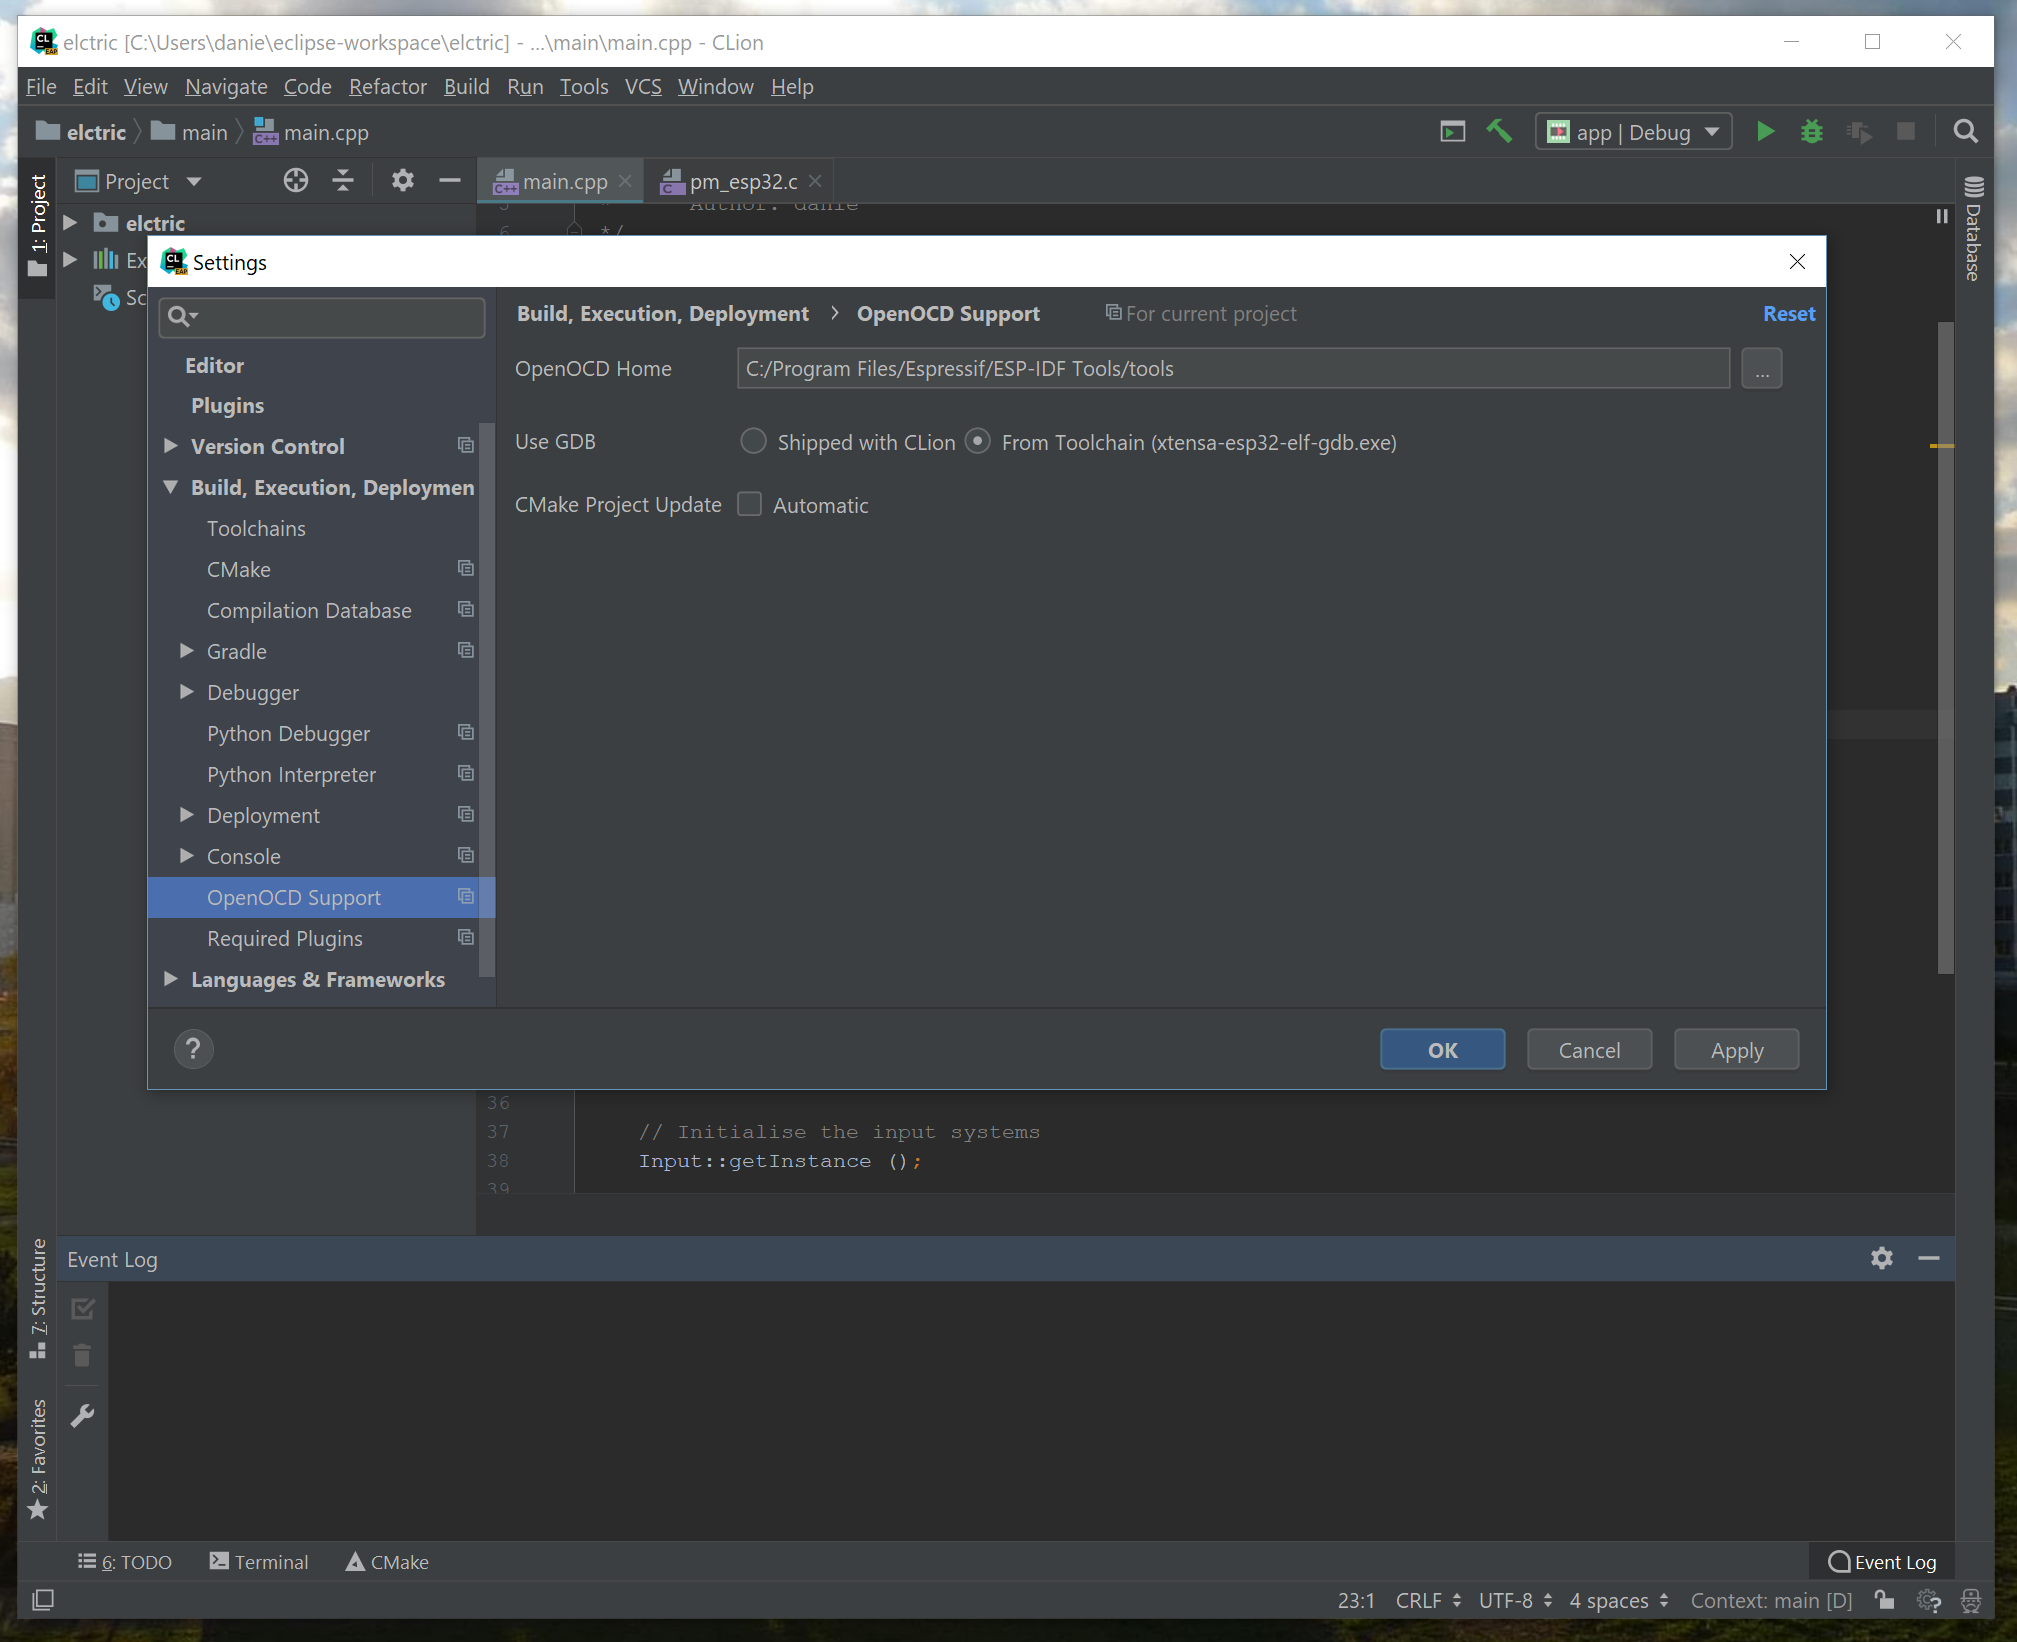 elctric [C:\Users\danie\eclipse-workspace\elctric] - ...\main\main.cpp - CLion
File Edit View Navigate Code Refactor Build Run Tools VCS Window Help
elctric main main.cpp app | Debug
1: Project
Project main.cpp pm_esp32.c
Database
elctric
5 * Author: danie
6 */
Ex
Sc
Settings
Editor
Plugins
Version Control
Build, Execution, Deploymen
Toolchains
CMake
Compilation Database
Gradle
Debugger
Python Debugger
Python Interpreter
Deployment
Console
OpenOCD Support
Required Plugins
Languages & Frameworks
Build, Execution, Deployment › OpenOCD Support For current project Reset
OpenOCD Home C:/Program Files/Espressif/ESP-IDF Tools/tools ...
Use GDB Shipped with CLion From Toolchain (xtensa-esp32-elf-gdb.exe)
CMake Project Update Automatic
? OK Cancel Apply
36
37 // Initialise the input systems
38 Input::getInstance ();
39
7: Structure
2: Favorites
Event Log
6: TODO Terminal CMake Event Log
23:1 CRLF UTF-8 4 spaces Context: main [D]